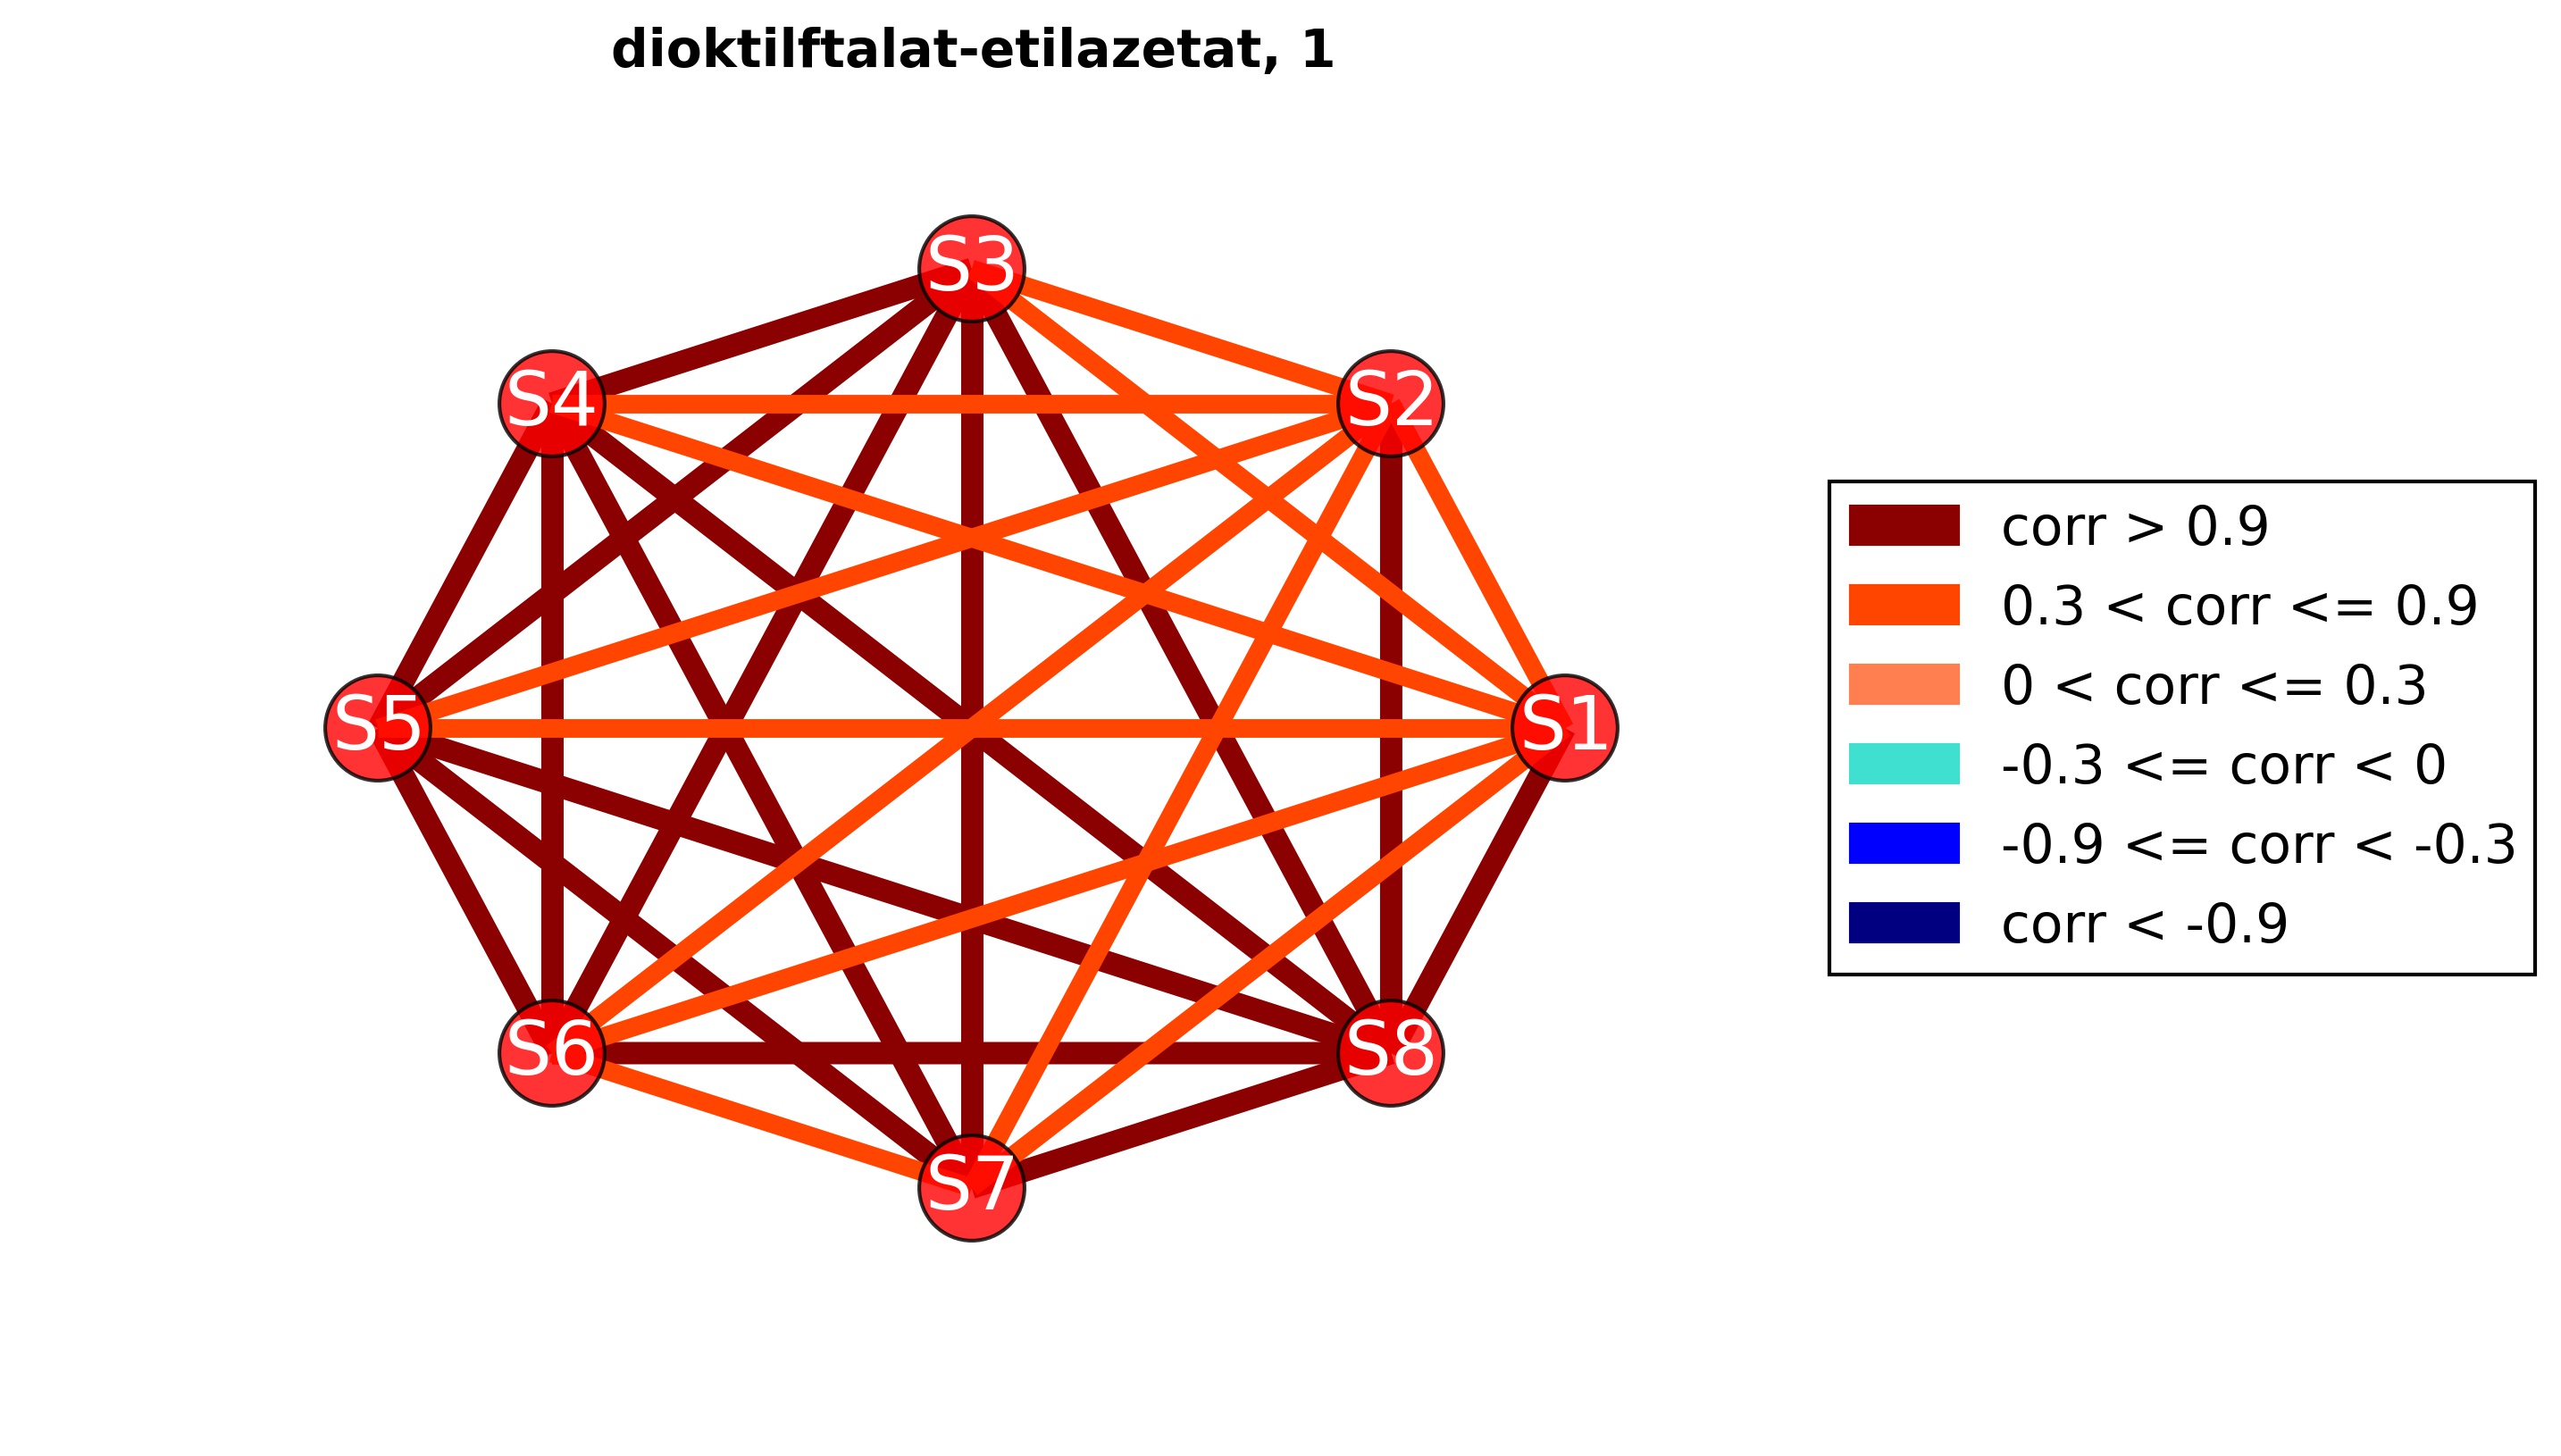 dioktilftalat-etilazetat, 1
S3
S4
S2
S5
S1
S6
S8
S7
corr > 0.9
0.3 < corr <= 0.9
0 < corr <= 0.3
-0.3 <= corr < 0
-0.9 <= corr < -0.3
corr < -0.9